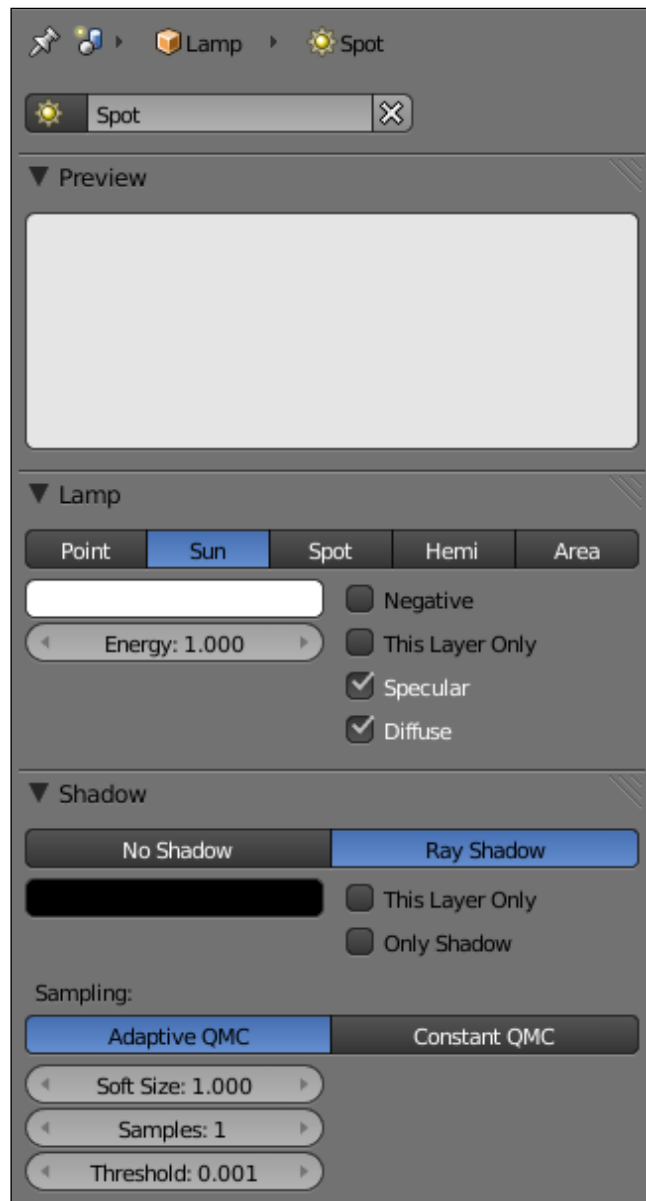 Lamp Spot
Spot
Preview
Lamp
Point Sun Spot Hemi Area
Negative
Energy: 1.000 This Layer Only
Specular
Diffuse
Shadow
No Shadow Ray Shadow
This Layer Only
Only Shadow
Sampling:
Adaptive QMC Constant QMC
Soft Size: 1.000
Samples: 1
Threshold: 0.001